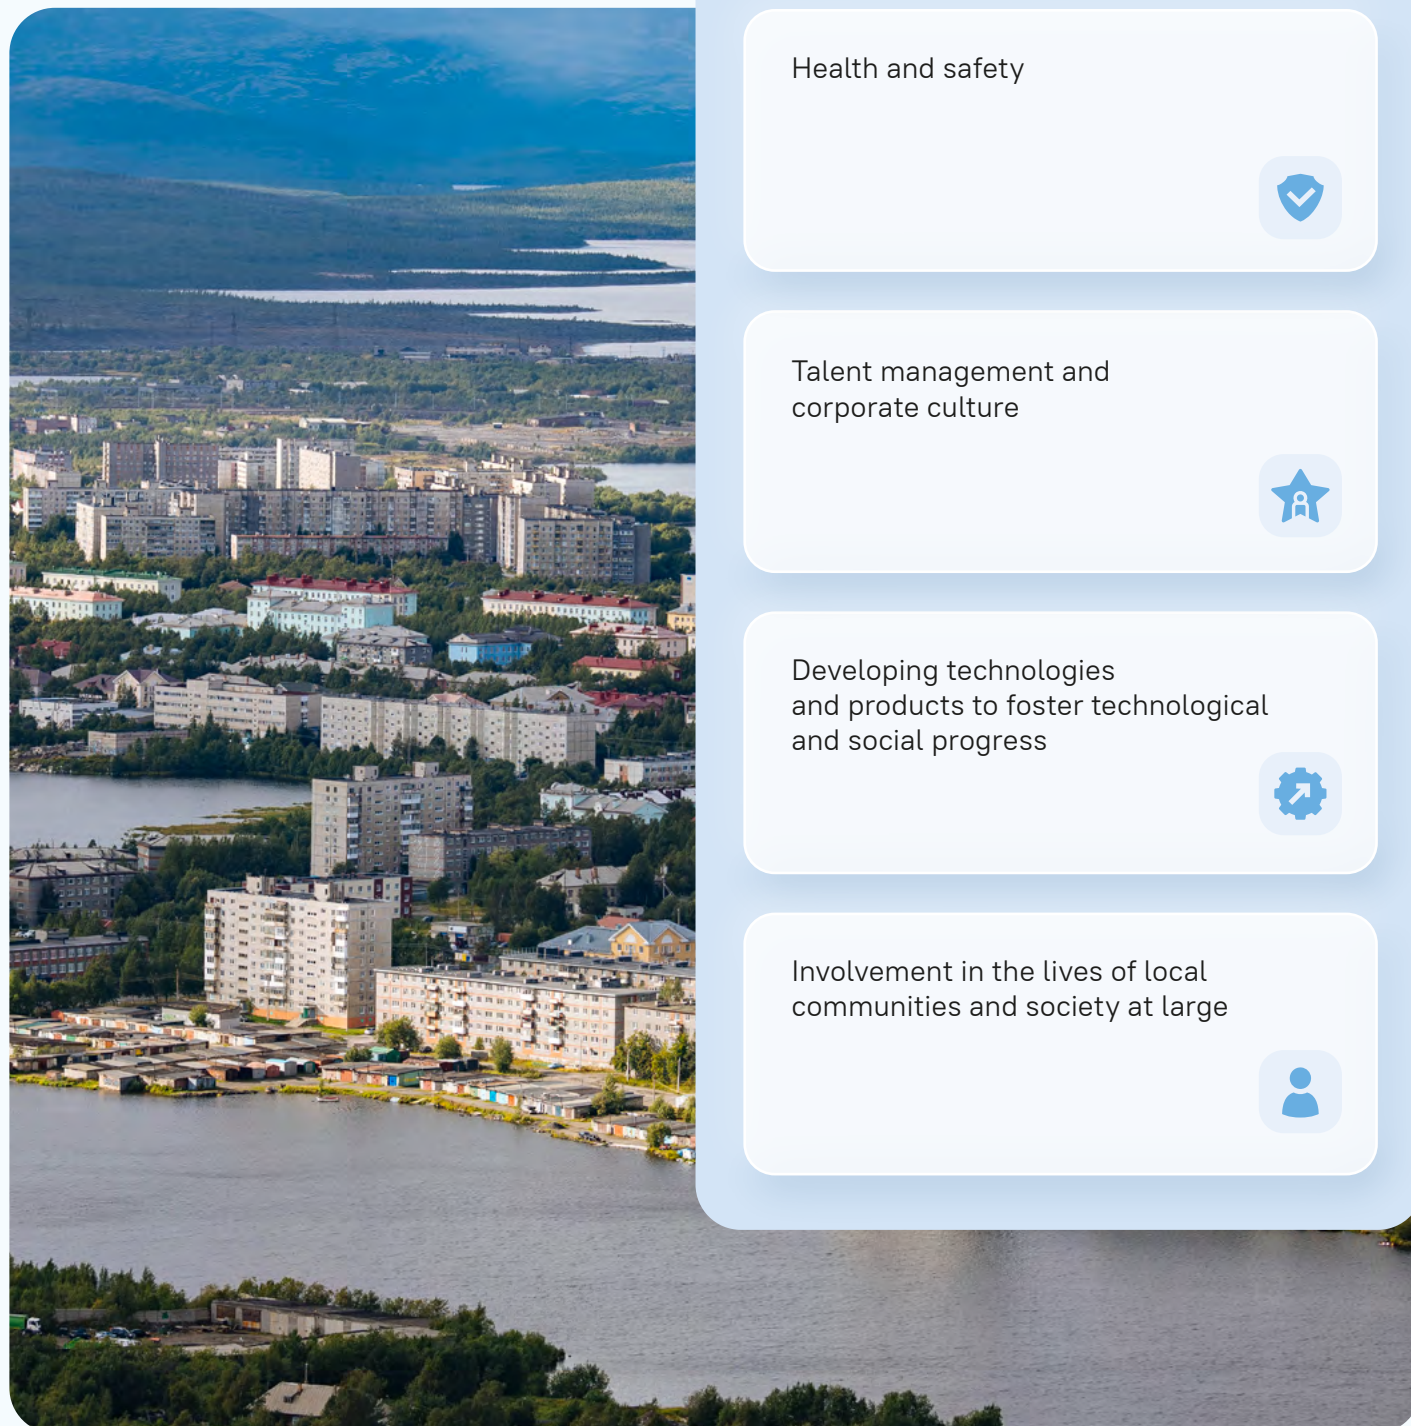 Health and safety
Talent management and
corporate culture
Developing technologies
and products to foster technological
and social progress
Involvement in the lives of local
communities and society at large